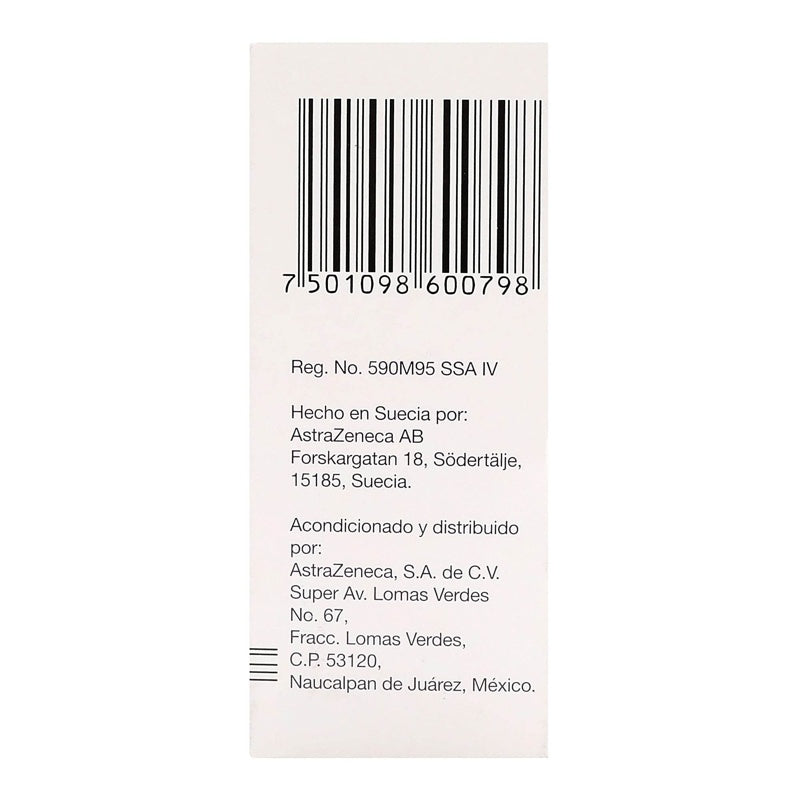 7 501098 600798
Reg. No. 590M95 SSA IV
Hecho en Suecia por:
AstraZeneca AB
Forskargatan 18, Södertälje,
15185, Suecia.
Acondicionado y distribuido
por:
AstraZeneca, S.A. de C.V.
Super Av. Lomas Verdes
No. 67,
Fracc. Lomas Verdes,
C.P. 53120,
Naucalpan de Juárez, México.